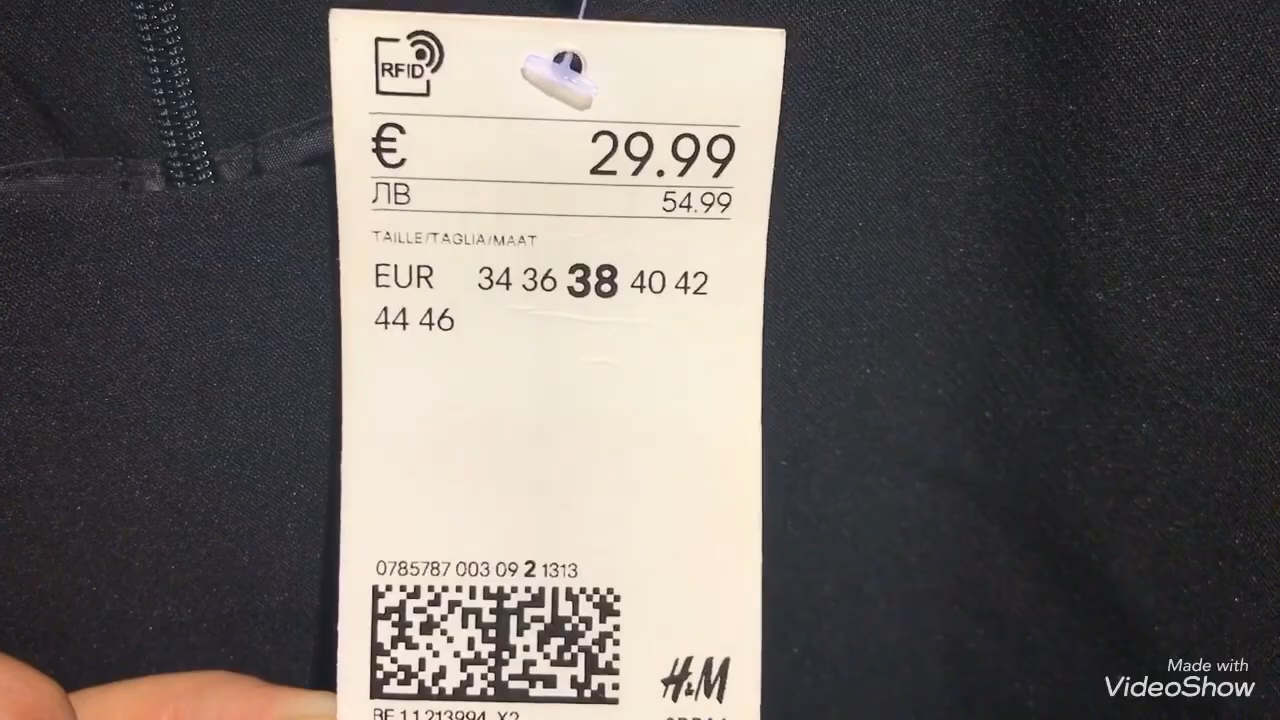 RFID
€ 29.99
ЛВ 54.99
TAILLE/TAGLIA/MAAT
EUR 34 36 38 40 42
44 46
0785787 003 09 2 1313
H&M
Made with
VideoShow